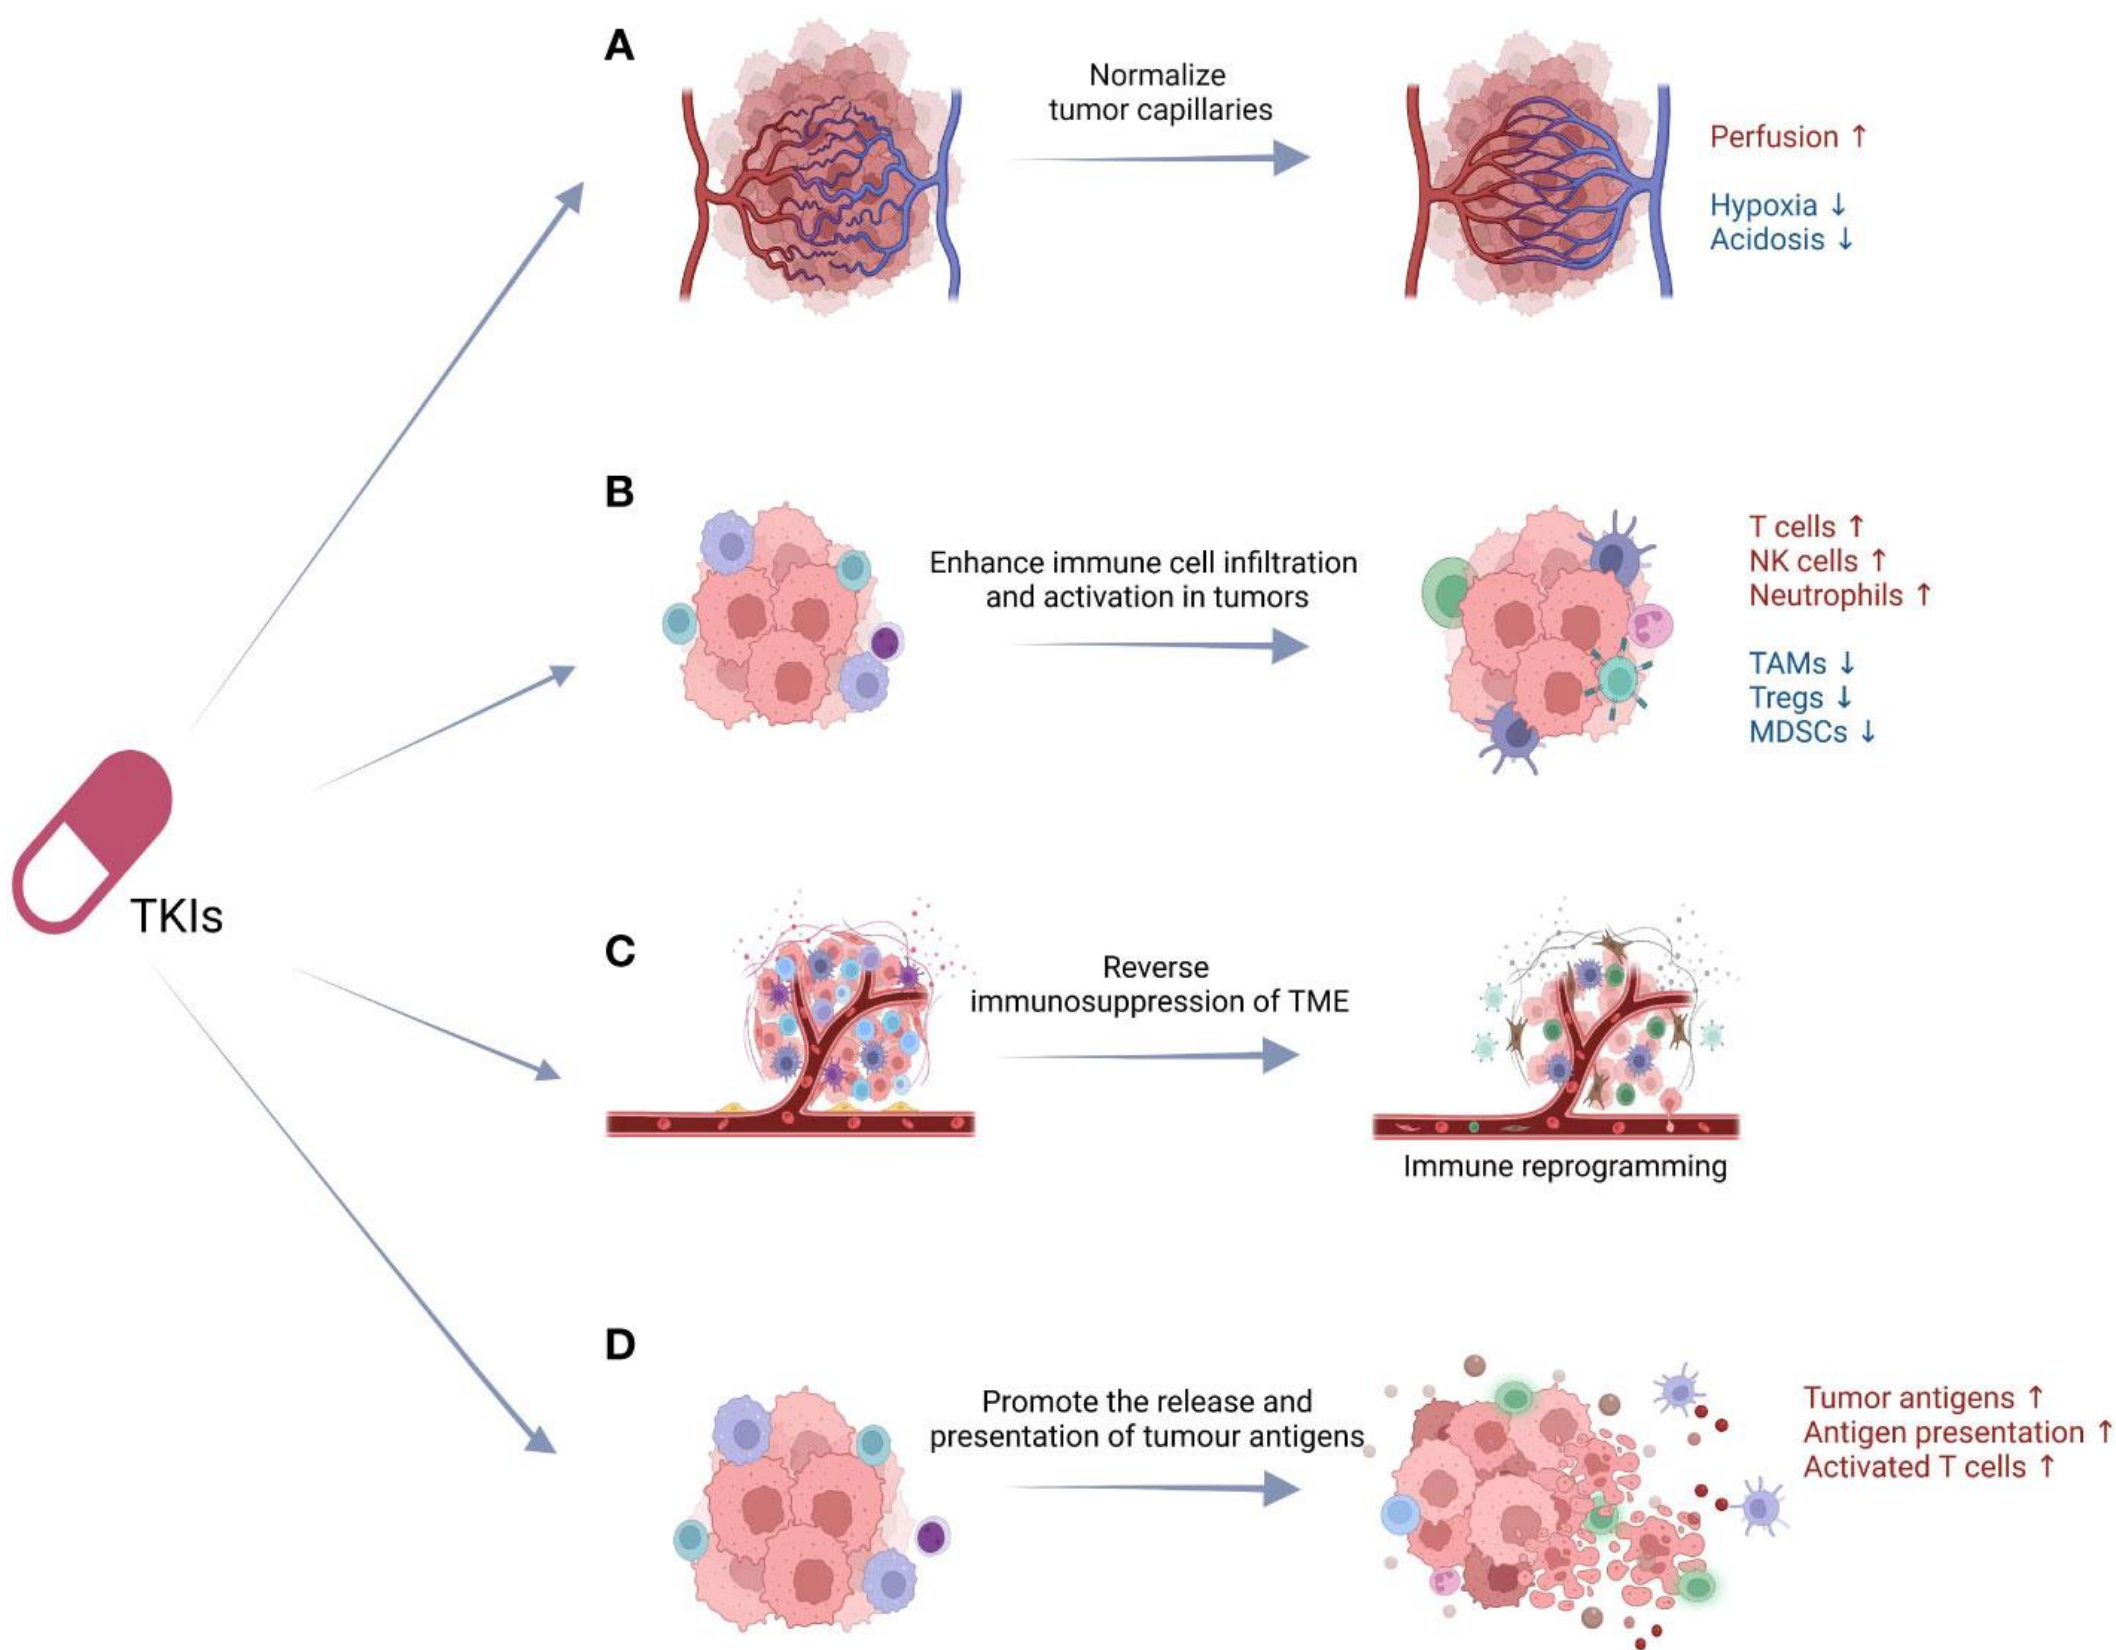 A
Normalize
tumor capillaries
Perfusion ↑
Hypoxia ↓
Acidosis ↓
B
Enhance immune cell infiltration
and activation in tumors
T cells ↑
NK cells ↑
Neutrophils ↑
TAMs ↓
Tregs ↓
MDSCs ↓
TKIs
C
Reverse
immunosuppression of TME
Immune reprogramming
D
Promote the release and
presentation of tumour antigens
Tumor antigens ↑
Antigen presentation ↑
Activated T cells ↑